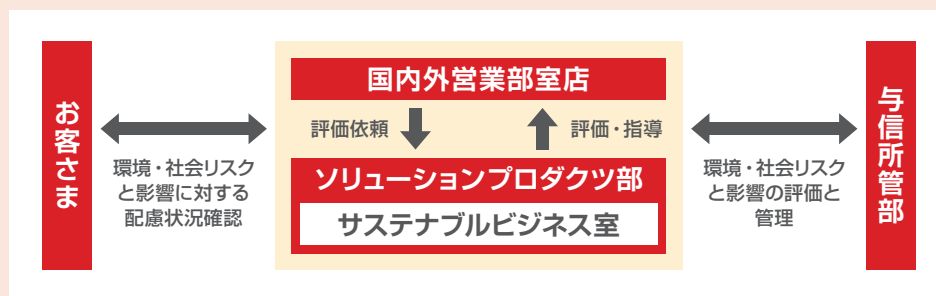 お客さま
環境・社会リスク
と影響に対する
配慮状況確認
国内外営業部室店
評価依頼
評価・指導
ソリューションプロダクツ部
サステナブルビジネス室
環境・社会リスク
と影響の評価と
管理
与信所管部